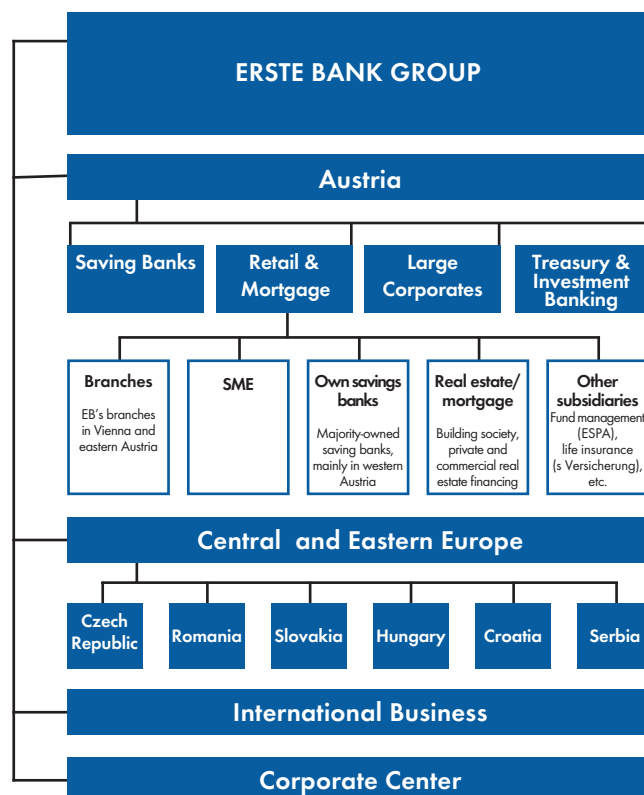 ERSTE BANK GROUP
Austria
Saving Banks
Retail &
Mortgage
Large
Corporates
Treasury &
Investment
Banking
Branches
EB's branches
in Vienna and
eastern Austria
SME
Own savings
banks
Majority-owned
saving banks,
mainly in western
Austria
Real estate/
mortgage
Building society,
private and
commercial real
estate financing
Other
subsidiaries
Fund management
(ESPA),
life insurance
(s Versicherung),
etc.
Central and Eastern Europe
Czech
Republic
Romania
Slovakia
Hungary
Croatia
Serbia
International Business
Corporate Center